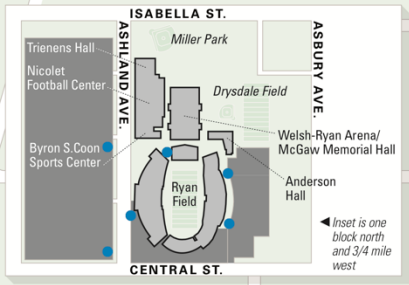 ISABELLA ST.
Trienens Hall
Miller Park
ASHLAND AVE.
ASBURY AVE.
Nicolet
Football Center
Drysdale Field
Byron S.Coon
Sports Center
Welsh-Ryan Arena/
McGaw Memorial Hall
Anderson
Hall
Ryan
Field
◀ Inset is one
block north
and 3/4 mile
west
CENTRAL ST.